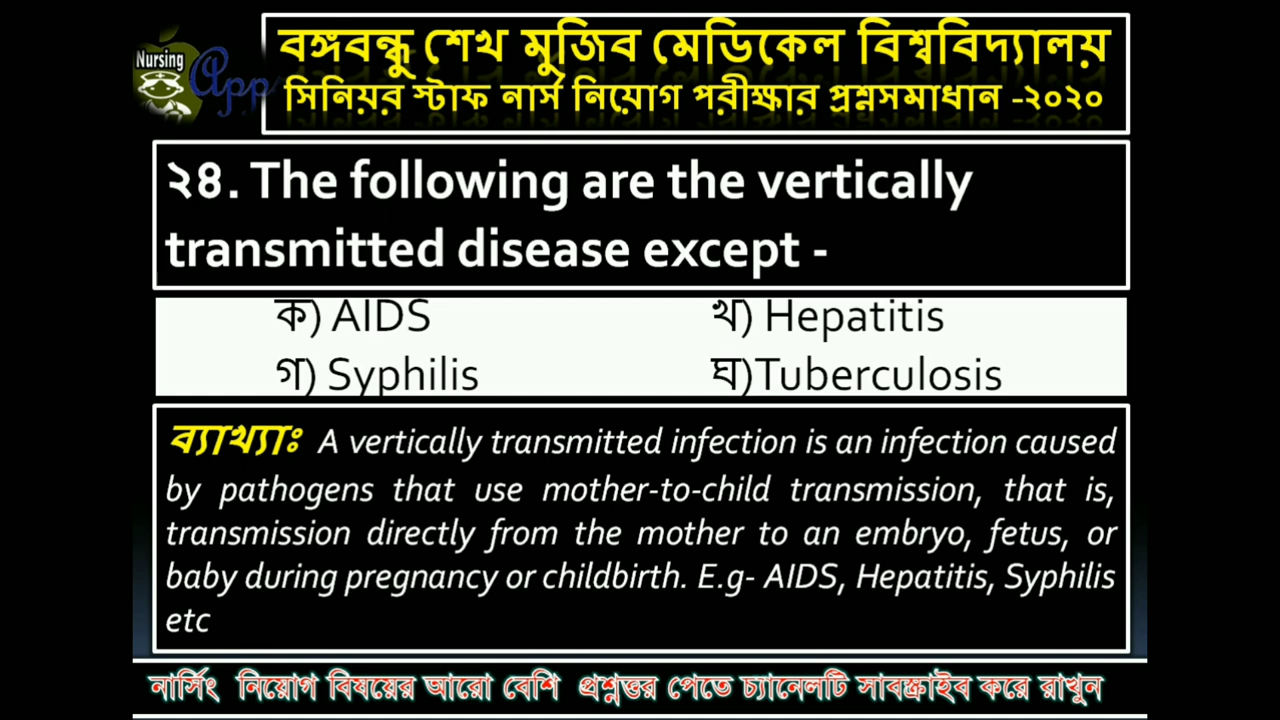 Nursing
App
বঙ্গবন্ধু শেখ মুজিব মেডিকেল বিশ্ববিদ্যালয়
সিনিয়র স্টাফ নার্স নিয়োগ পরীক্ষার প্রশ্নসমাধান -২০২০
২৪. The following are the vertically
transmitted disease except -
ক) AIDS খ) Hepatitis
গ) Syphilis ঘ)Tuberculosis
ব্যাখ্যাঃ A vertically transmitted infection is an infection caused
by pathogens that use mother-to-child transmission, that is,
transmission directly from the mother to an embryo, fetus, or
baby during pregnancy or childbirth. E.g- AIDS, Hepatitis, Syphilis
etc
নার্সিং নিয়োগ বিষয়ের আরো বেশি প্রশ্নত্তর পেতে চ্যানেলটি সাবস্ক্রাইব করে রাখুন